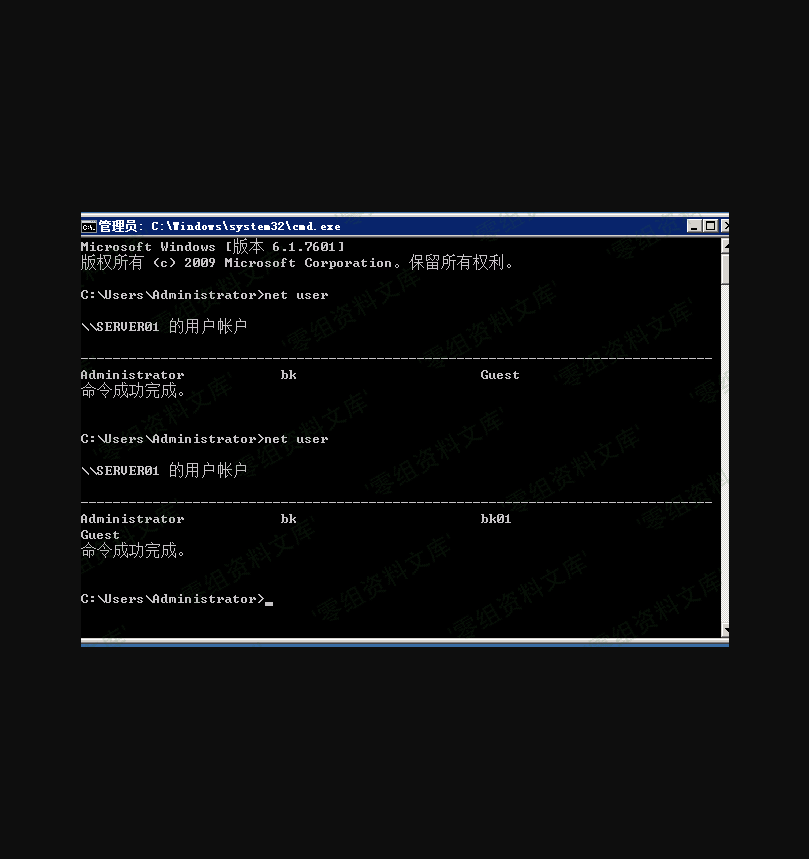 管理员: C:\Windows\system32\cmd.exe
Microsoft Windows [版本 6.1.7601]
版权所有 (c) 2009 Microsoft Corporation。保留所有权利。
C:\Users\Administrator>net user
\\SERVER01 的用户帐户
-------------------------------------------------------------------------------
Administrator bk Guest
命令成功完成。
C:\Users\Administrator>net user
\\SERVER01 的用户帐户
-------------------------------------------------------------------------------
Administrator bk bk01
Guest
命令成功完成。
C:\Users\Administrator>
零组资料文库